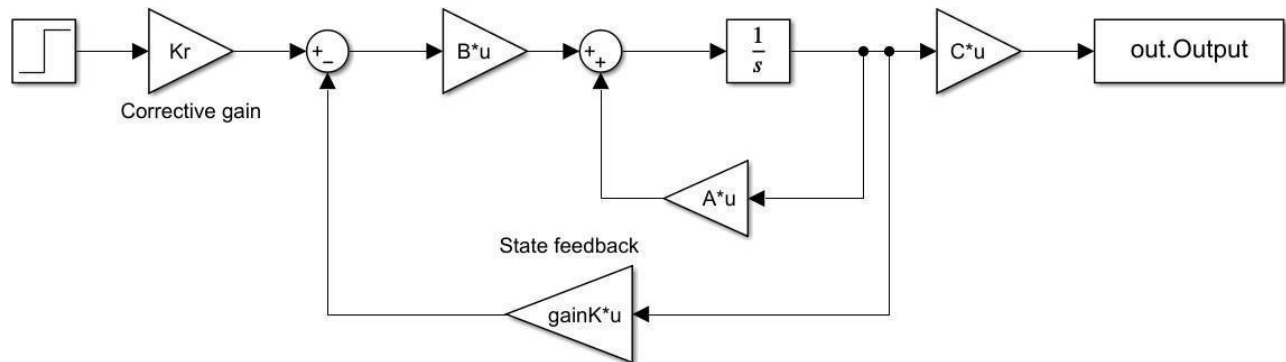 Kr
+
−
B*u
+
+
1
s
C*u
out.Output
Corrective gain
A*u
State feedback
gainK*u